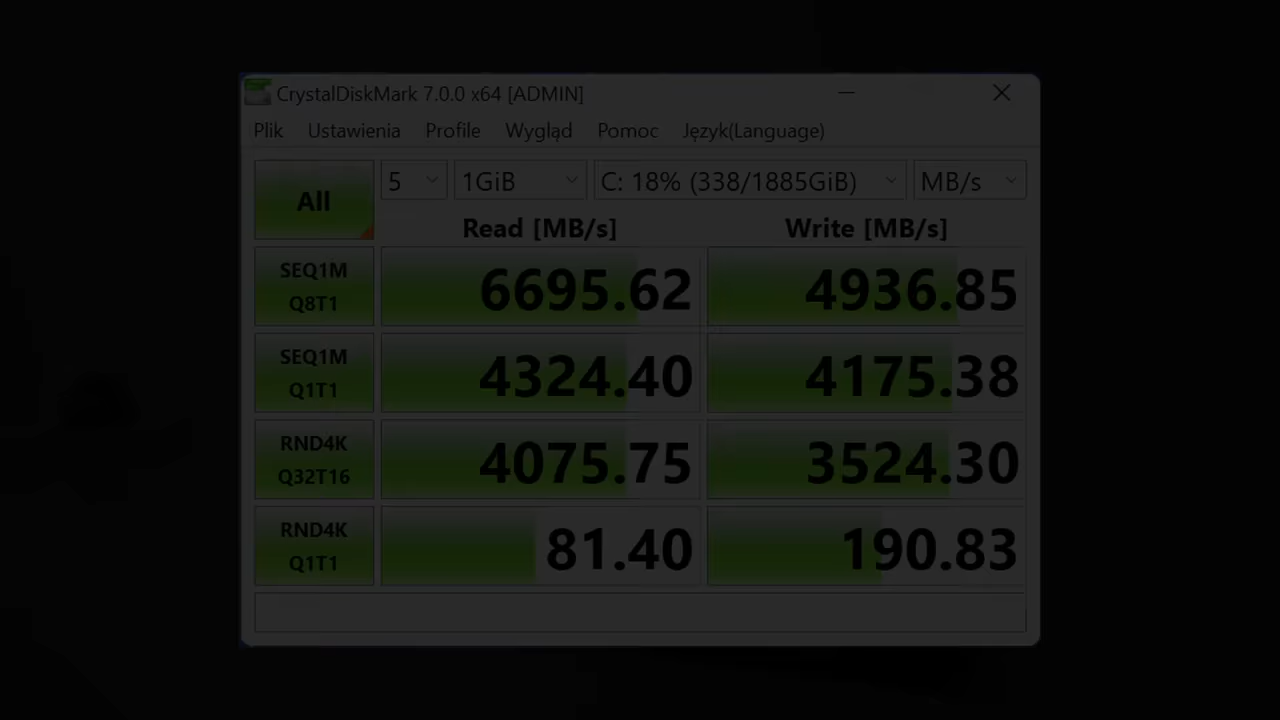 CrystalDiskMark 7.0.0 x64 [ADMIN]
Plik Ustawienia Profile Wygląd Pomoc Język(Language)
All 5 1GiB C: 18% (338/1885GiB) MB/s
Read [MB/s] Write [MB/s]
SEQ1M
Q8T1
6695.62 4936.85
SEQ1M
Q1T1
4324.40 4175.38
RND4K
Q32T16
4075.75 3524.30
RND4K
Q1T1
81.40 190.83